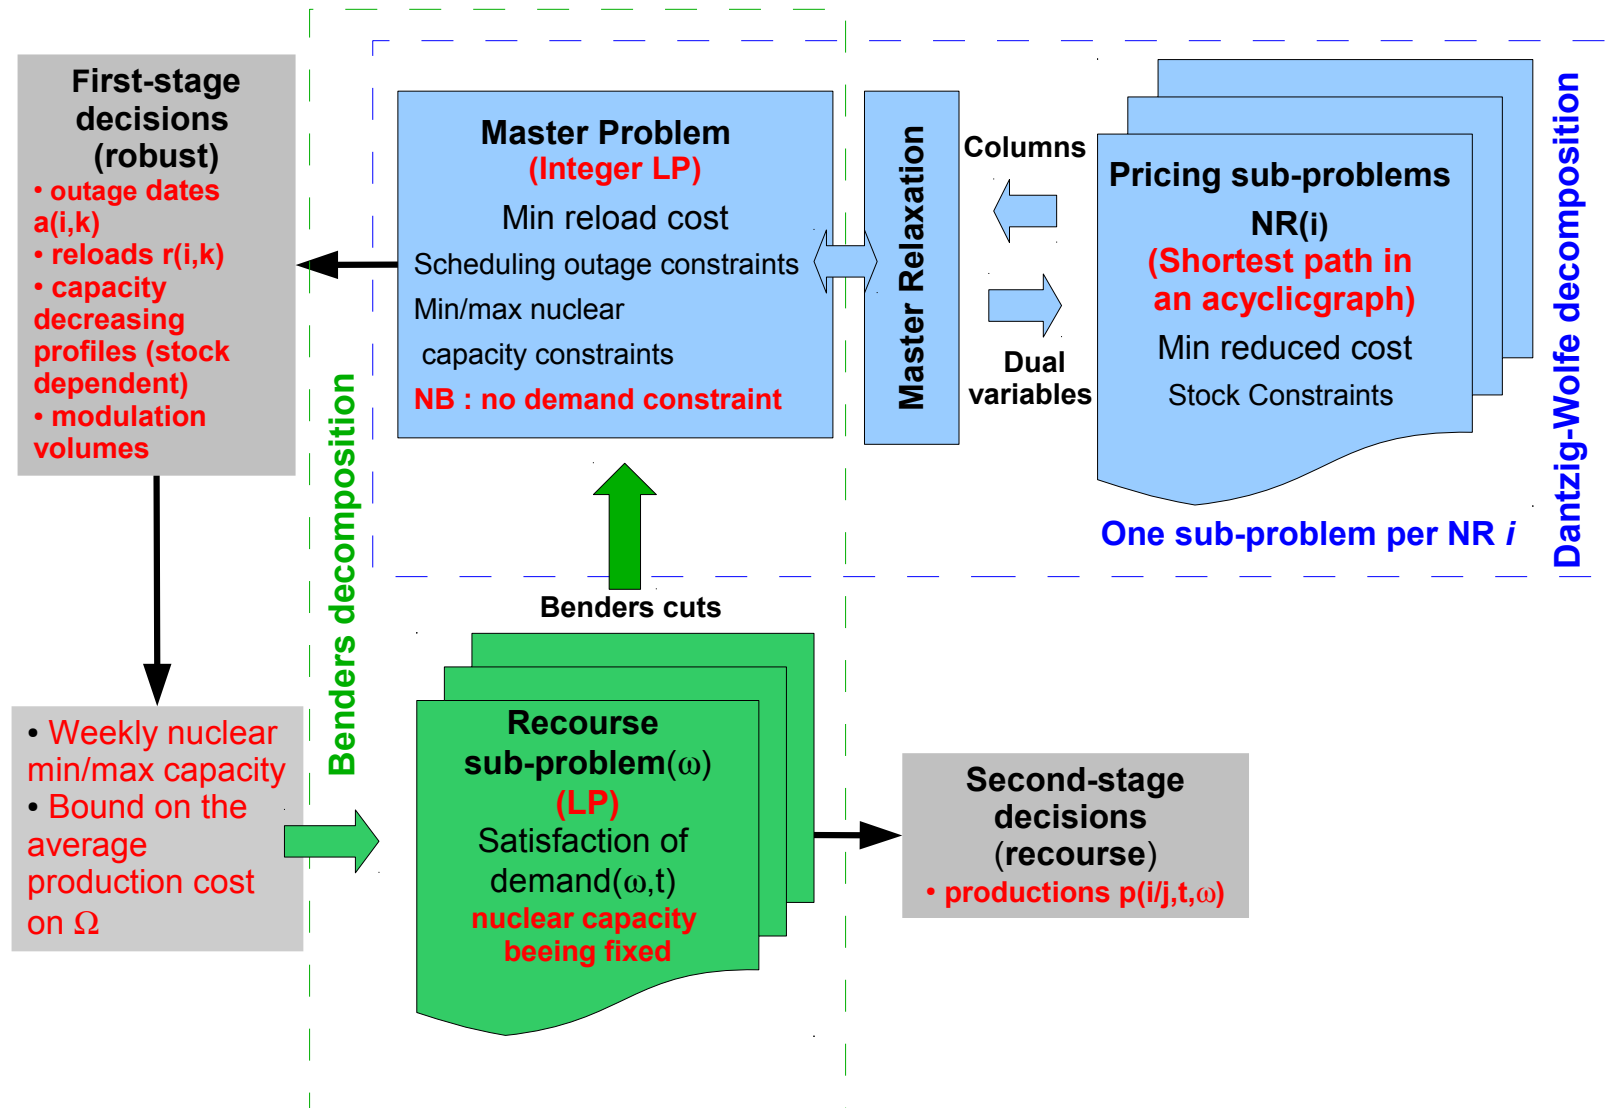 First-stage
decisions
(robust)
• outage dates
a(i,k)
• reloads r(i,k)
• capacity
decreasing
profiles (stock
dependent)
• modulation
volumes
Master Problem
(Integer LP)
Min reload cost
Scheduling outage constraints
Min/max nuclear
capacity constraints
NB : no demand constraint
Master Relaxation
Columns
Dual
variables
Pricing sub-problems
NR(i)
(Shortest path in
an acyclicgraph)
Min reduced cost
Stock Constraints
One sub-problem per NR i
Dantzig-Wolfe decomposition
Benders decomposition
Benders cuts
• Weekly nuclear
min/max capacity
• Bound on the
average
production cost
on Ω
Recourse
sub-problem(ω)
(LP)
Satisfaction of
demand(ω,t)
nuclear capacity
beeing fixed
Second-stage
decisions
(recourse)
• productions p(i/j,t,ω)